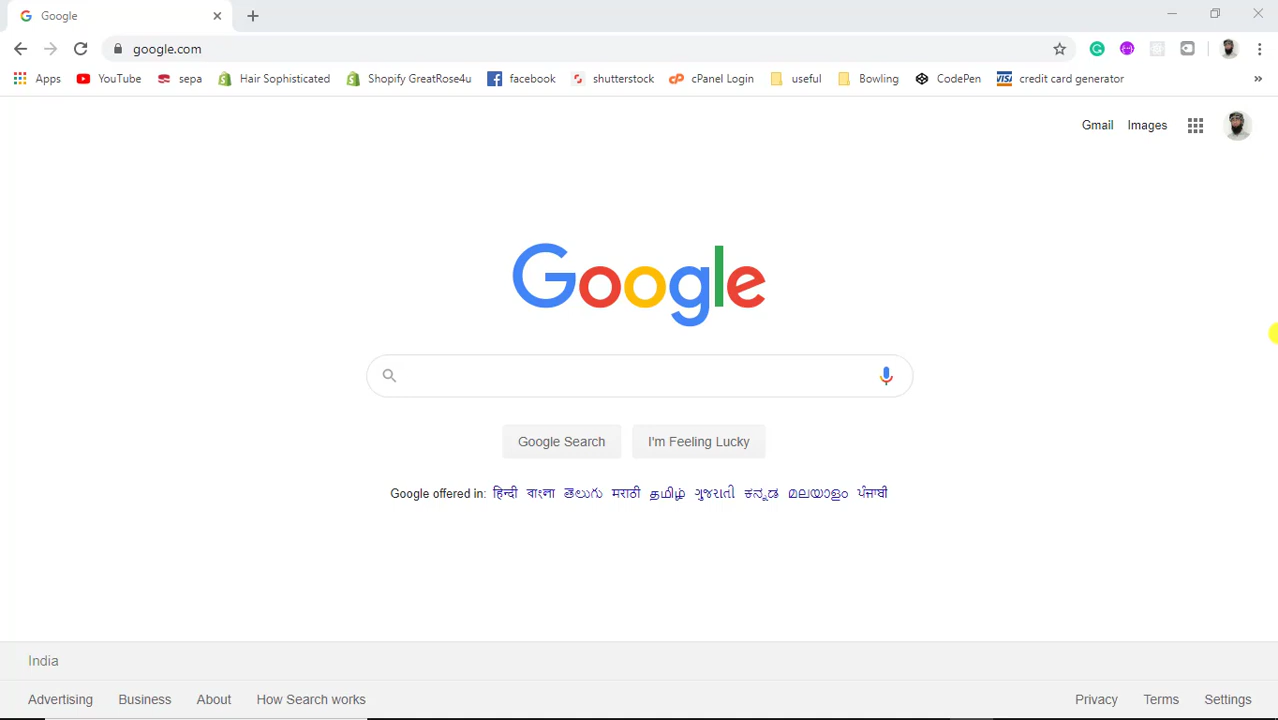 Google
google.com
Apps YouTube sepa Hair Sophisticated Shopify GreatRose4u facebook shutterstock cPanel Login useful Bowling CodePen VISA credit card generator »
Gmail Images
Google
Google Search I'm Feeling Lucky
Google offered in: हिन्दी বাংলা తెలుగు मराठी தமிழ் ગુજરાતી ಕನ್ನಡ മലയാളം ਪੰਜਾਬੀ
India
Advertising Business About How Search works Privacy Terms Settings